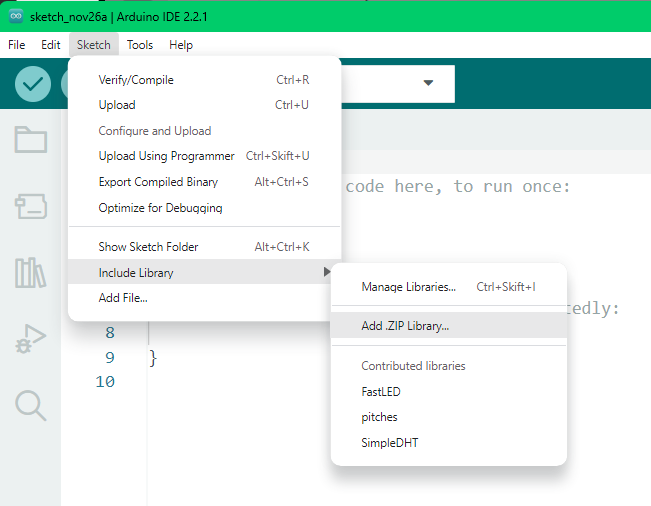 sketch_nov26a | Arduino IDE 2.2.1
File Edit Sketch Tools Help
Verify/Compile Ctrl+R
Upload Ctrl+U
Configure and Upload
Upload Using Programmer Ctrl+Skift+U
Export Compiled Binary Alt+Ctrl+S
Optimize for Debugging
Show Sketch Folder Alt+Ctrl+K
Include Library
Add File...
code here, to run once:
Manage Libraries... Ctrl+Skift+I
Add .ZIP Library...
Contributed libraries
FastLED
pitches
SimpleDHT
tedly:
8
9 }
10